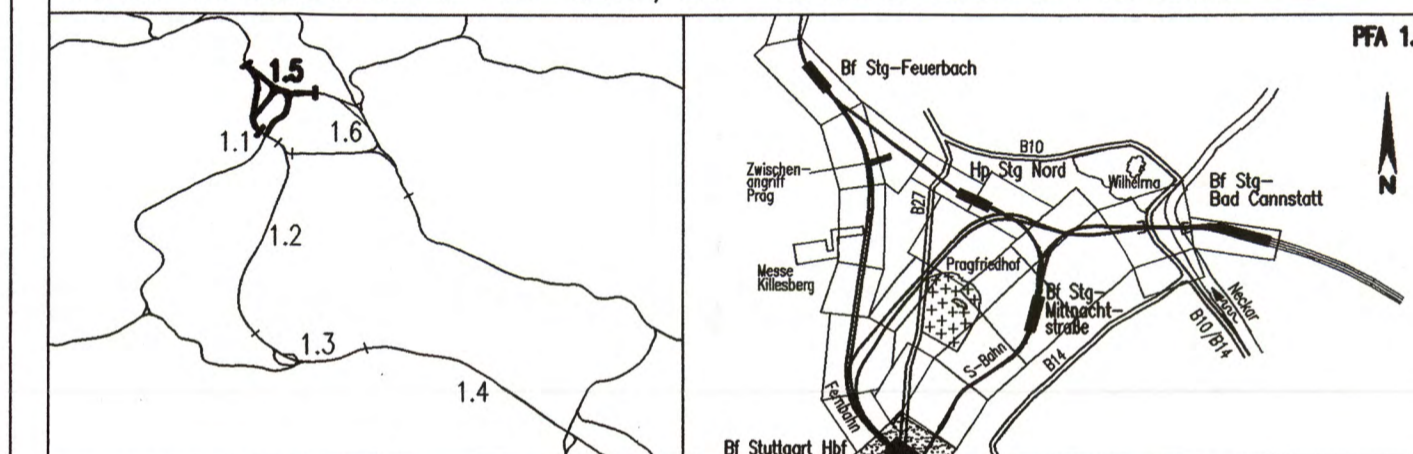 1.5
1.1
1.6
1.2
1.3
1.4
PFA 1.
Bf Stg-Feuerbach
B10
Zwischen-
angriff
Prag
Hp Stg Nord
Wilhelma
Bf Stg-
Bad Cannstatt
B27
Messe
Killesberg
Pragfriedhof
Bf Stg-
Mittnacht-
straße
Neckar
B10/B14
S-Bahn
B14
Fernbahn
Bf Stuttgart Hbf
N